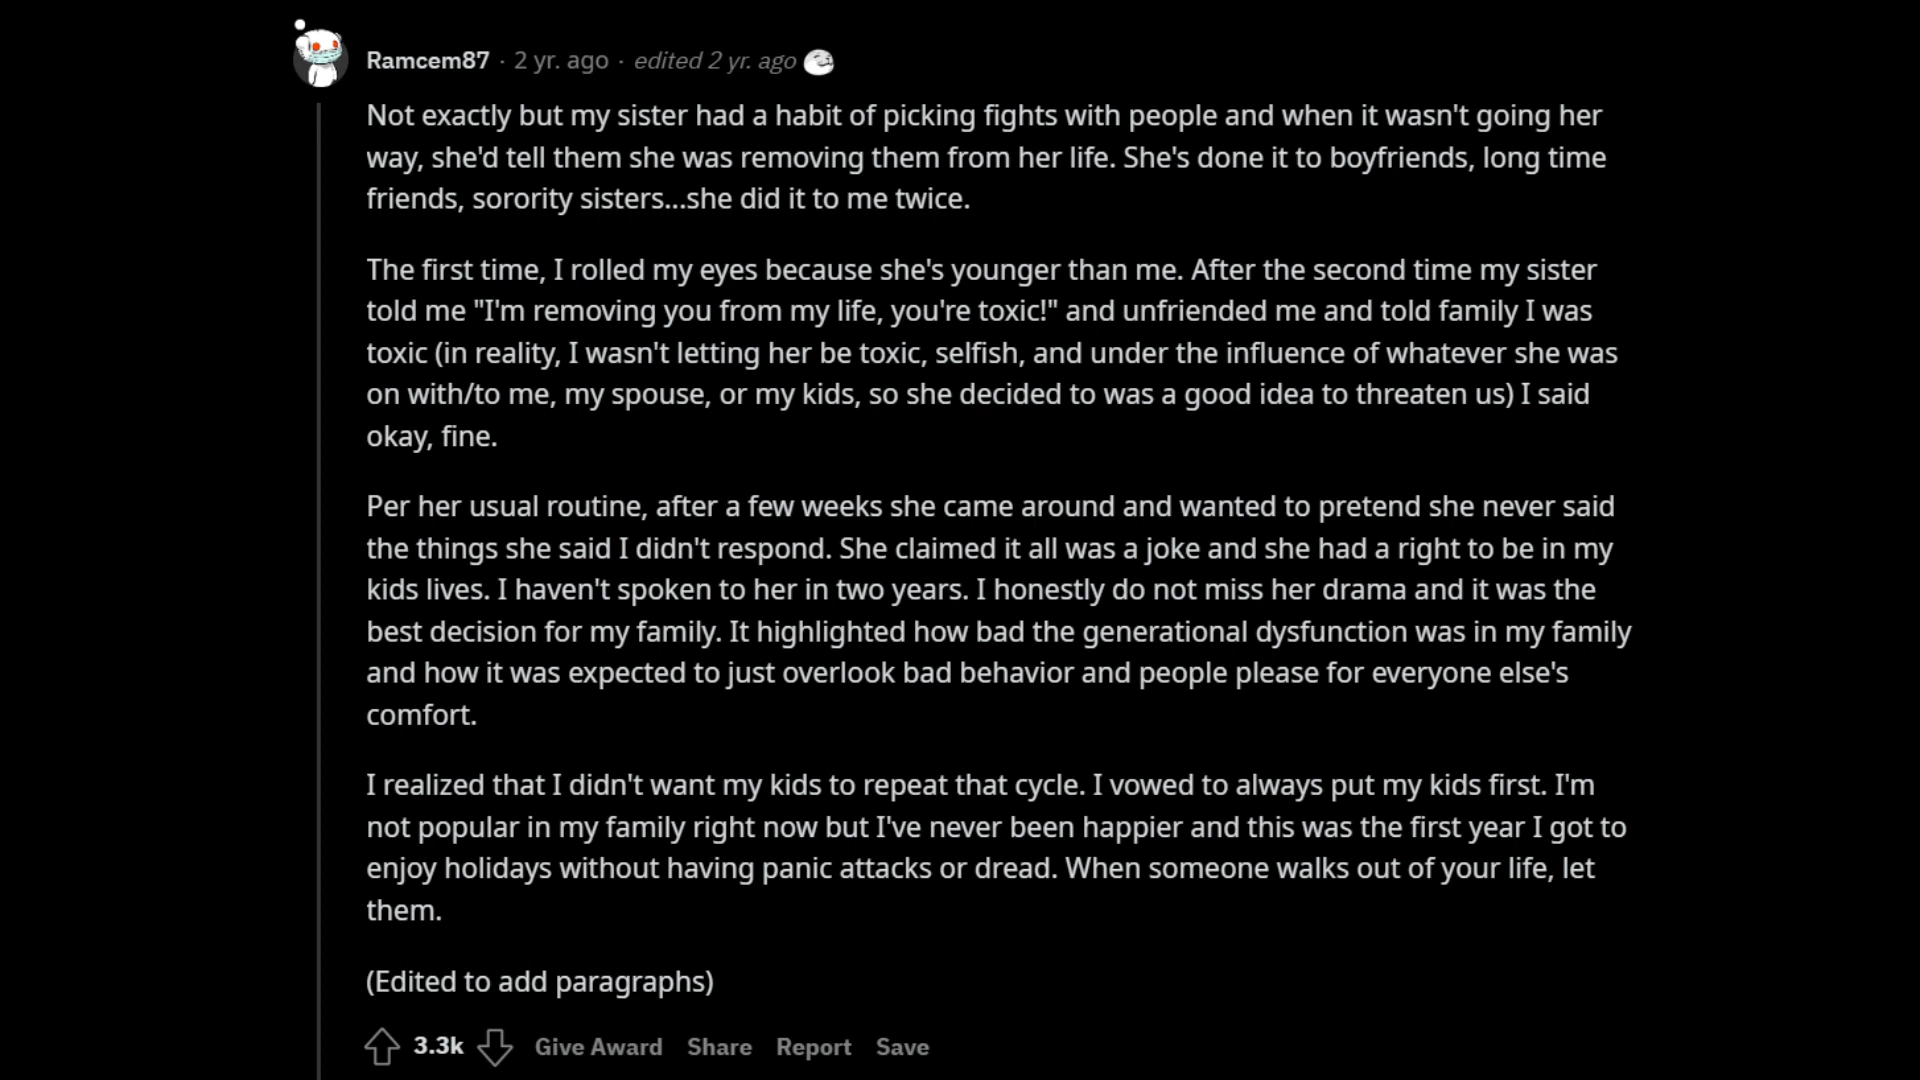 Ramcem87 · 2 yr. ago · edited 2 yr. ago
Not exactly but my sister had a habit of picking fights with people and when it wasn't going her
way, she'd tell them she was removing them from her life. She's done it to boyfriends, long time
friends, sorority sisters...she did it to me twice.
The first time, I rolled my eyes because she's younger than me. After the second time my sister
told me "I'm removing you from my life, you're toxic!" and unfriended me and told family I was
toxic (in reality, I wasn't letting her be toxic, selfish, and under the influence of whatever she was
on with/to me, my spouse, or my kids, so she decided to was a good idea to threaten us) I said
okay, fine.
Per her usual routine, after a few weeks she came around and wanted to pretend she never said
the things she said I didn't respond. She claimed it all was a joke and she had a right to be in my
kids lives. I haven't spoken to her in two years. I honestly do not miss her drama and it was the
best decision for my family. It highlighted how bad the generational dysfunction was in my family
and how it was expected to just overlook bad behavior and people please for everyone else's
comfort.
I realized that I didn't want my kids to repeat that cycle. I vowed to always put my kids first. I'm
not popular in my family right now but I've never been happier and this was the first year I got to
enjoy holidays without having panic attacks or dread. When someone walks out of your life, let
them.
(Edited to add paragraphs)
3.3k Give Award Share Report Save